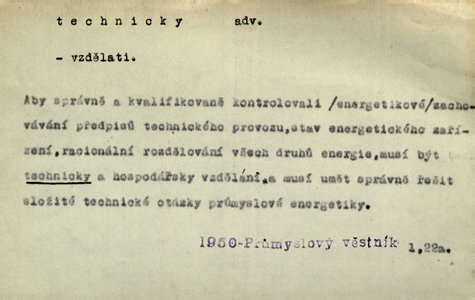 technicky adv.
- vzdělati.
Aby správně a kvalifikovaně kontrolovali /energetikové/zacho-
vávání předpisů technického provozu,stav energetického zaří-
zení,racionální rozdělování všech druhů energie,musí být
technicky a hospodářsky vzdělání,a musí umět správně řešit
složité technické otázky průmyslové energetiky.
1950-Průmyslový věstník 1,22a.